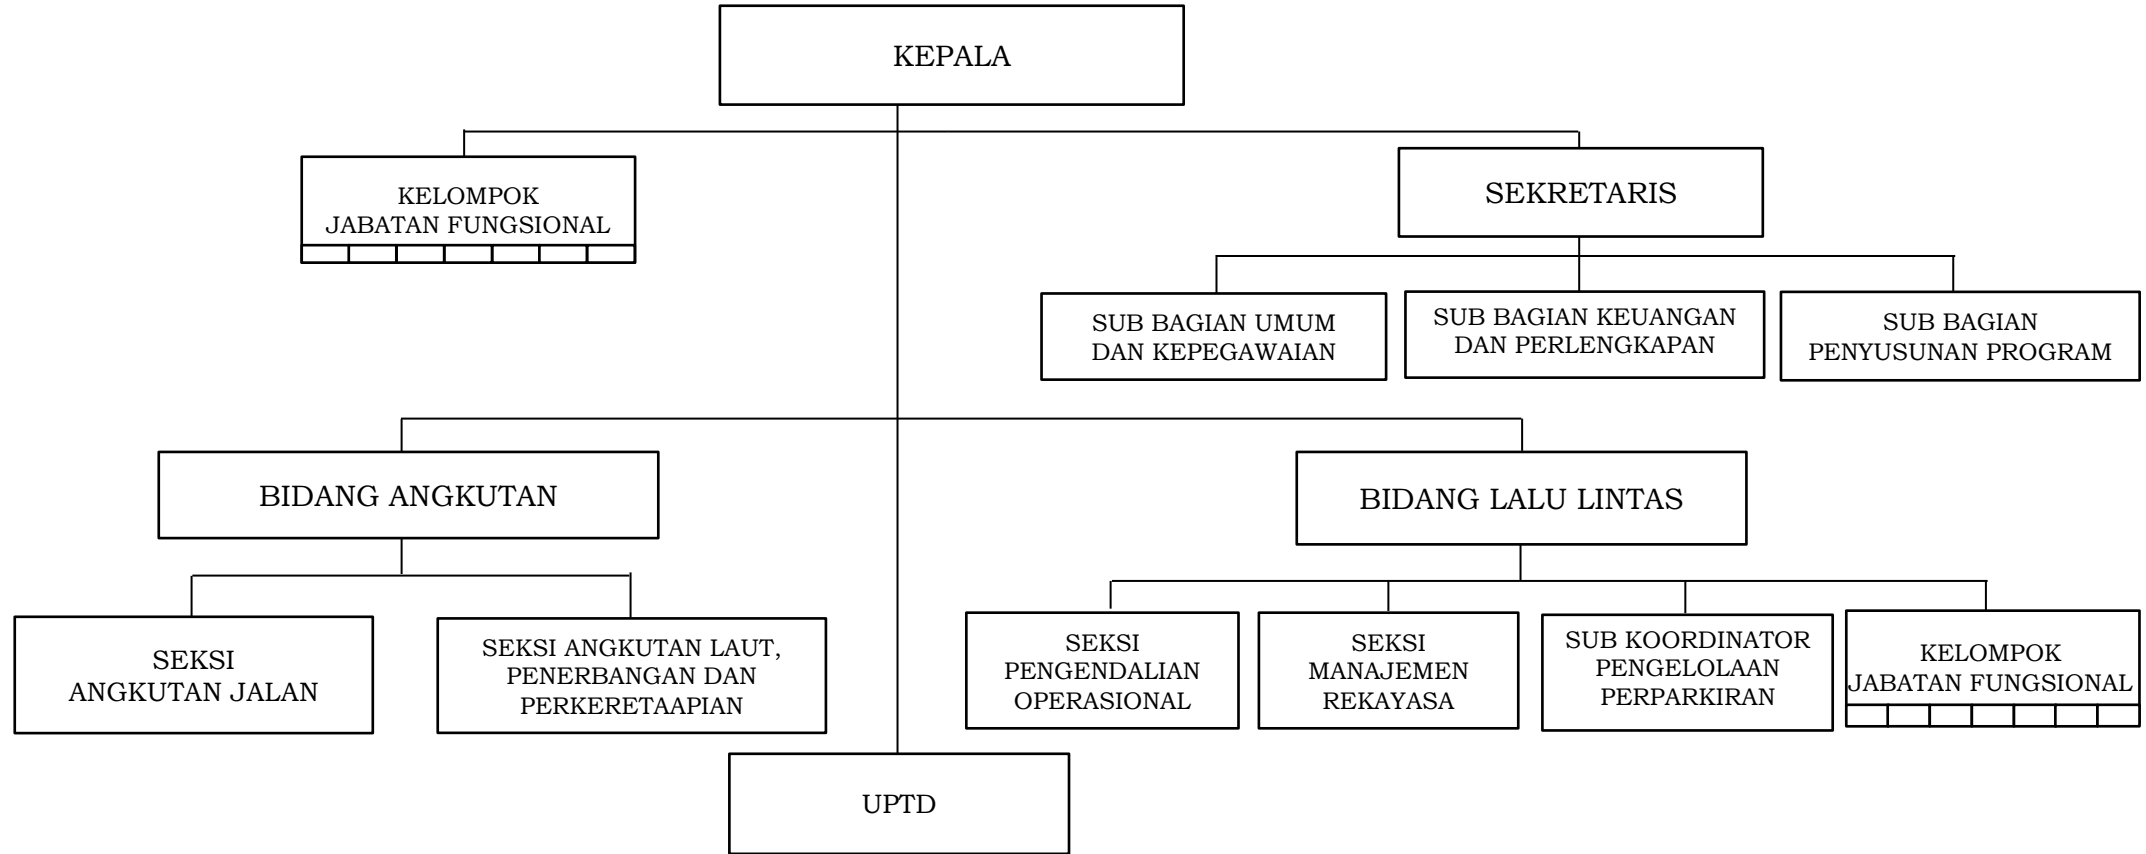 KEPALA
KELOMPOK
JABATAN FUNGSIONAL
SEKRETARIS
SUB BAGIAN UMUM
DAN KEPEGAWAIAN
SUB BAGIAN KEUANGAN
DAN PERLENGKAPAN
SUB BAGIAN
PENYUSUNAN PROGRAM
BIDANG ANGKUTAN
BIDANG LALU LINTAS
SEKSI
ANGKUTAN JALAN
SEKSI ANGKUTAN LAUT,
PENERBANGAN DAN
PERKERETAAPIAN
SEKSI
PENGENDALIAN
OPERASIONAL
SEKSI
MANAJEMEN
REKAYASA
SUB KOORDINATOR
PENGELOLAAN
PERPARKIRAN
KELOMPOK
JABATAN FUNGSIONAL
UPTD